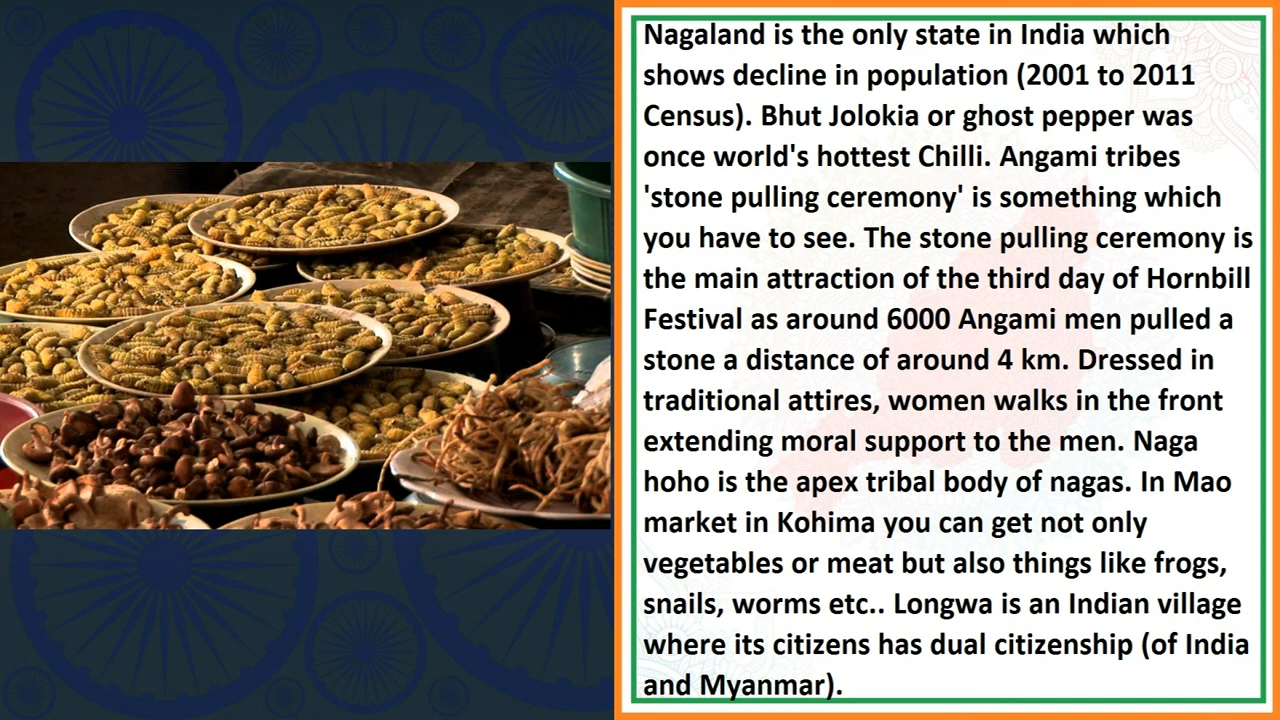 Nagaland is the only state in India which
shows decline in population (2001 to 2011
Census). Bhut Jolokia or ghost pepper was
once world's hottest Chilli. Angami tribes
'stone pulling ceremony' is something which
you have to see. The stone pulling ceremony is
the main attraction of the third day of Hornbill
Festival as around 6000 Angami men pulled a
stone a distance of around 4 km. Dressed in
traditional attires, women walks in the front
extending moral support to the men. Naga
hoho is the apex tribal body of nagas. In Mao
market in Kohima you can get not only
vegetables or meat but also things like frogs,
snails, worms etc.. Longwa is an Indian village
where its citizens has dual citizenship (of India
and Myanmar).